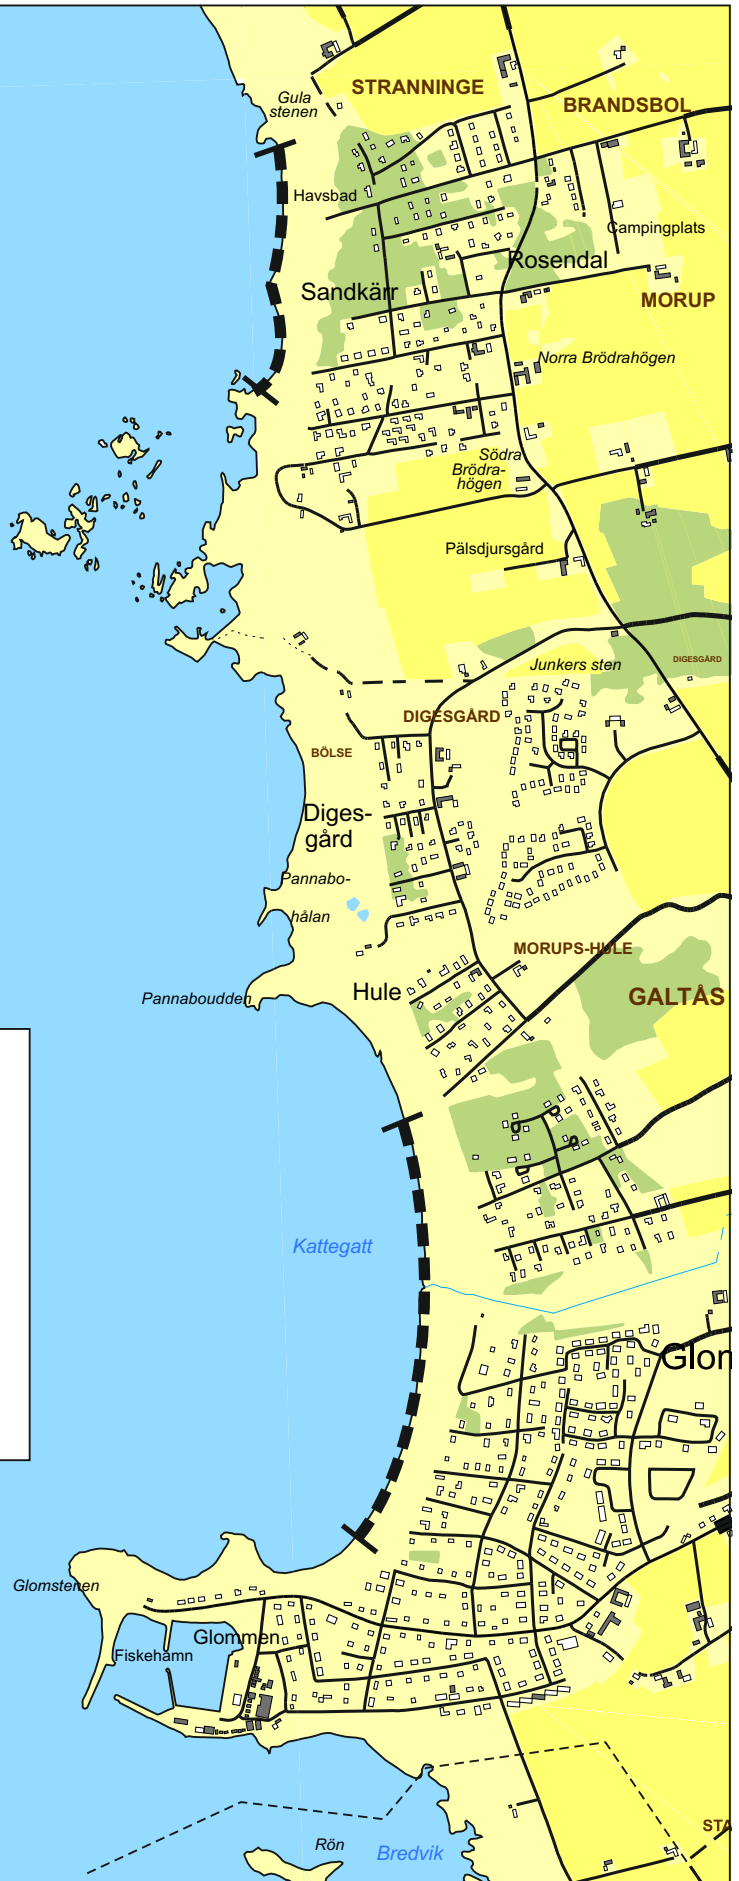 STRANNINGE
Gula
stenen
BRANDSBOL
Havsbad
Campingplats
Rosendal
Sandkärr
MORUP
Norra Brödrahögen
Södra
Brödra-
högen
Pälsdjursgård
Junkers sten
DIGESGÅRD
DIGESGÅRD
BÖLSE
Diges-
gård
Pannabo-
hålan
MORUPS-HULE
Hule
Pannaboudden
GALTÅS
Kattegatt
Glom
Glomstenen
Glommen
Fiskehamn
STA
Rön
Bredvik